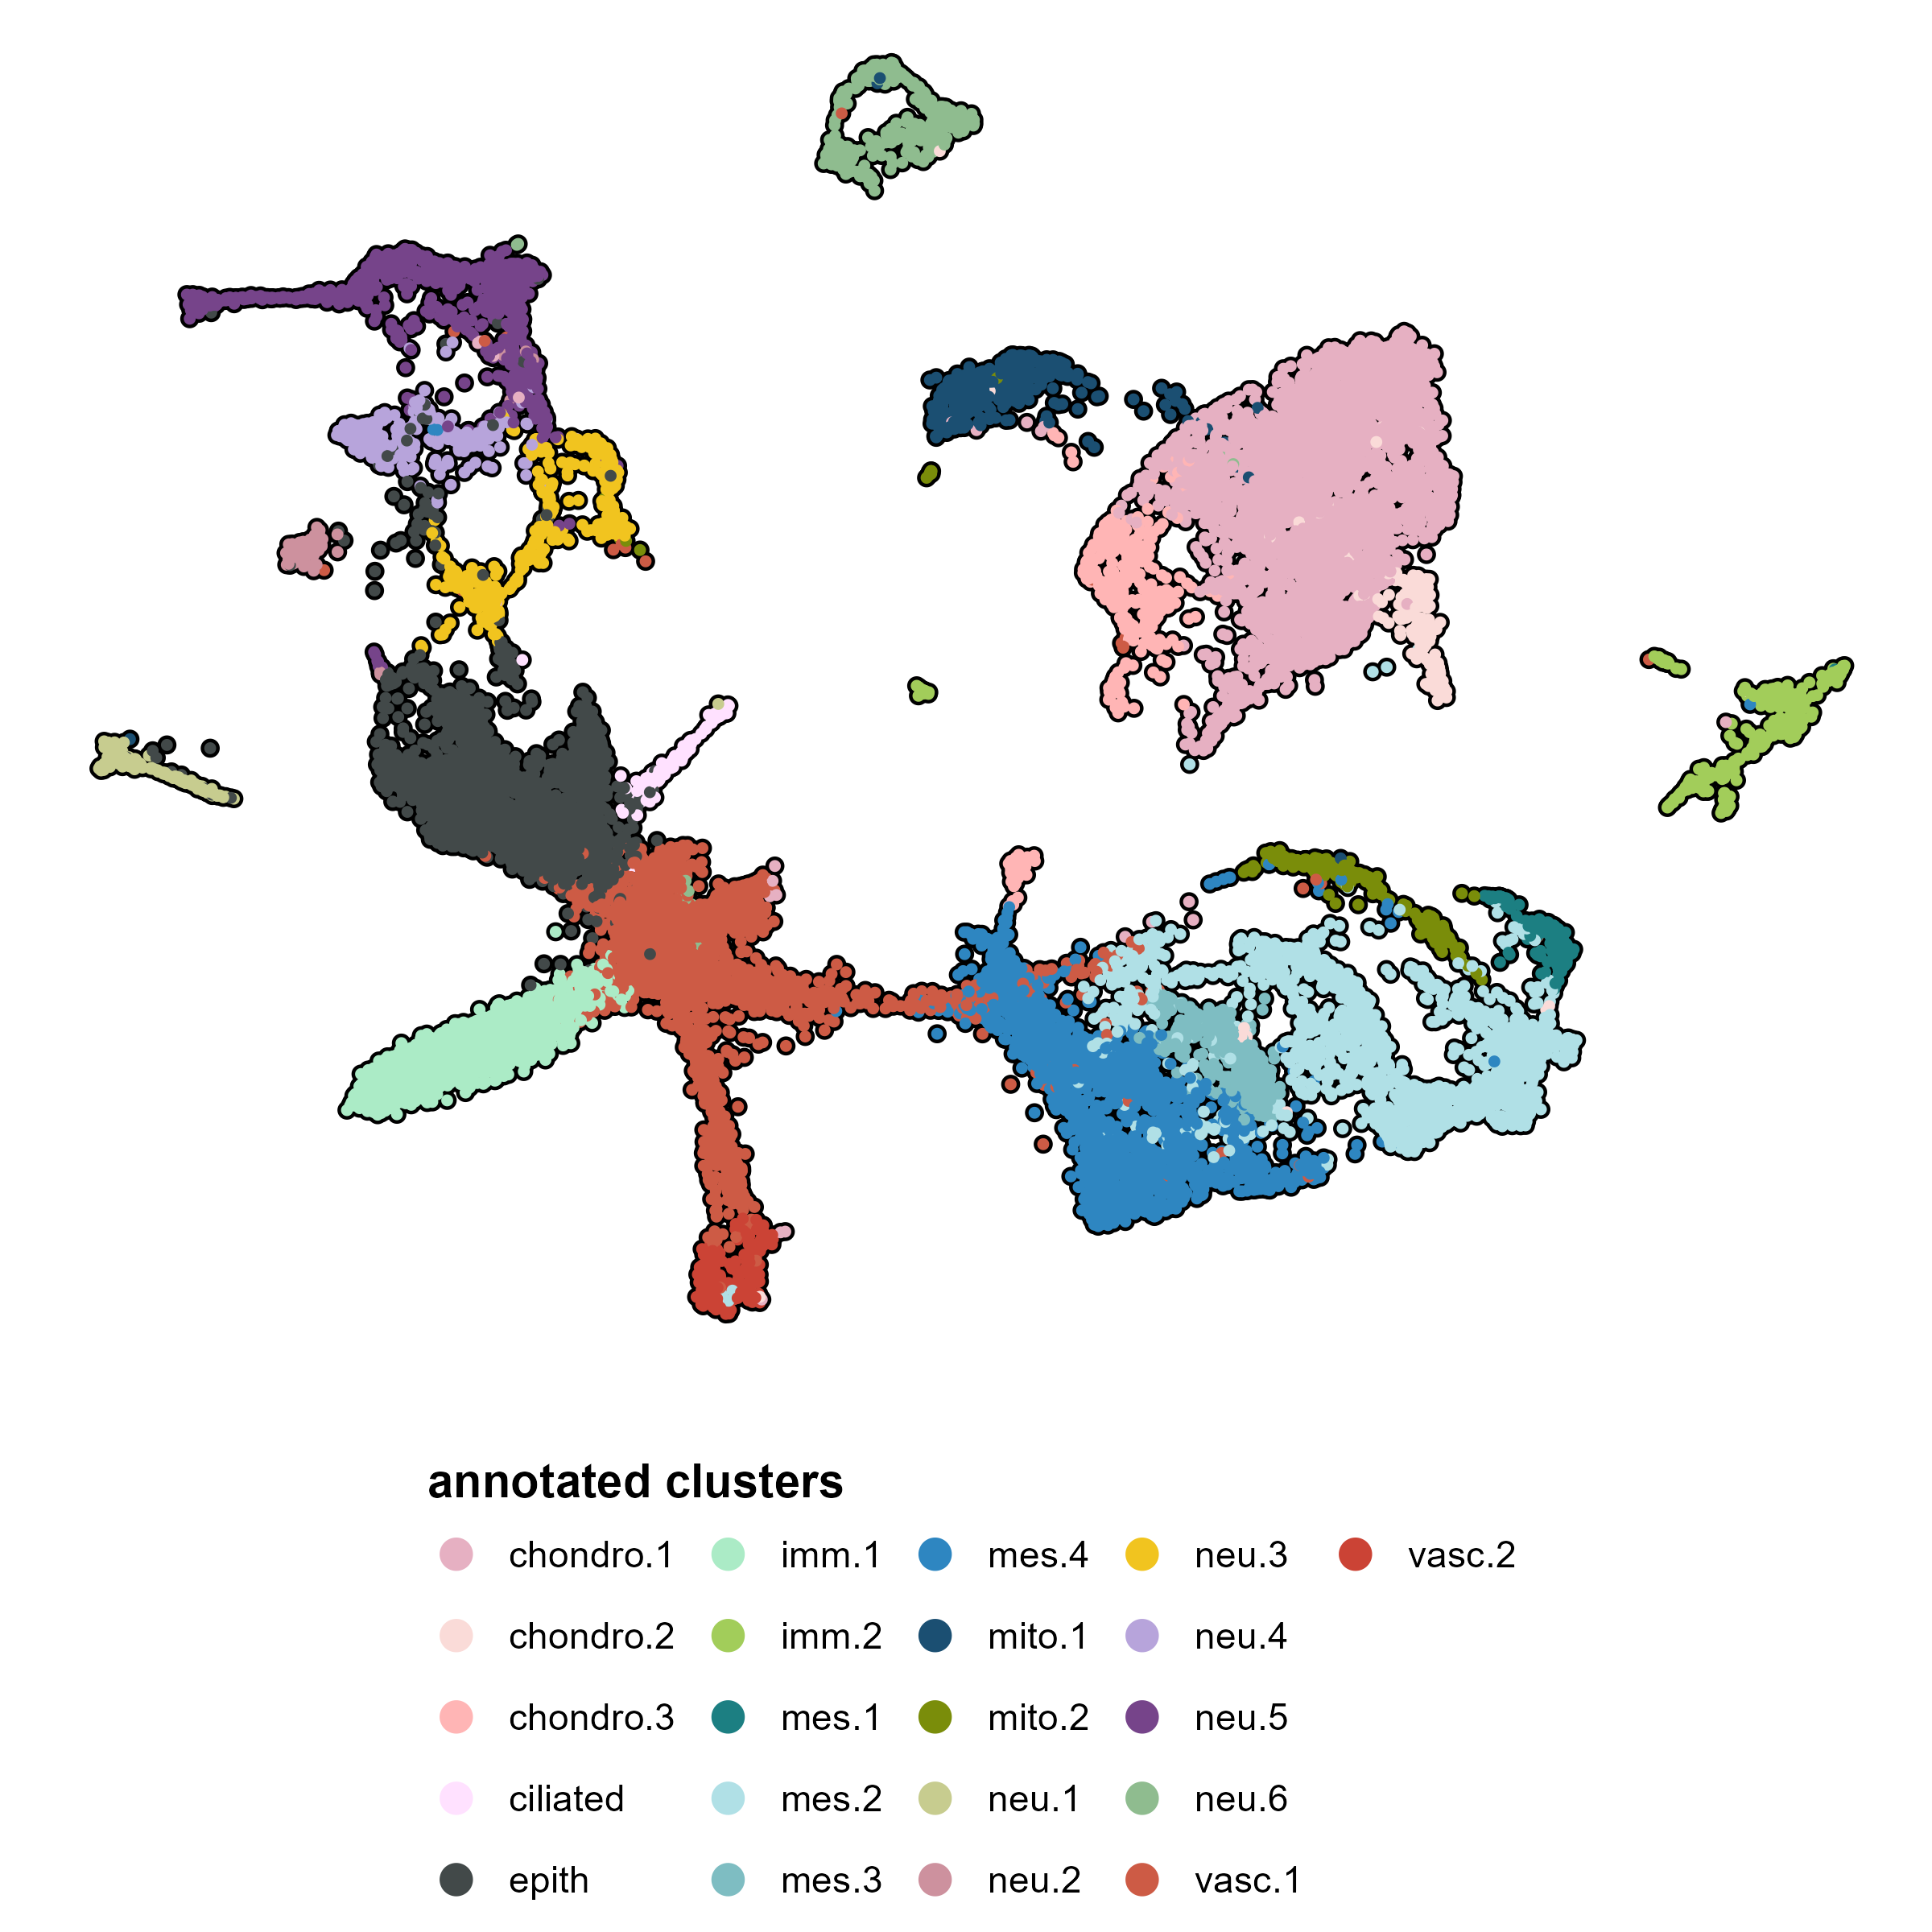 annotated clusters
chondro.1 imm.1 mes.4 neu.3 vasc.2
chondro.2 imm.2 mito.1 neu.4
chondro.3 mes.1 mito.2 neu.5
ciliated mes.2 neu.1 neu.6
epith mes.3 neu.2 vasc.1